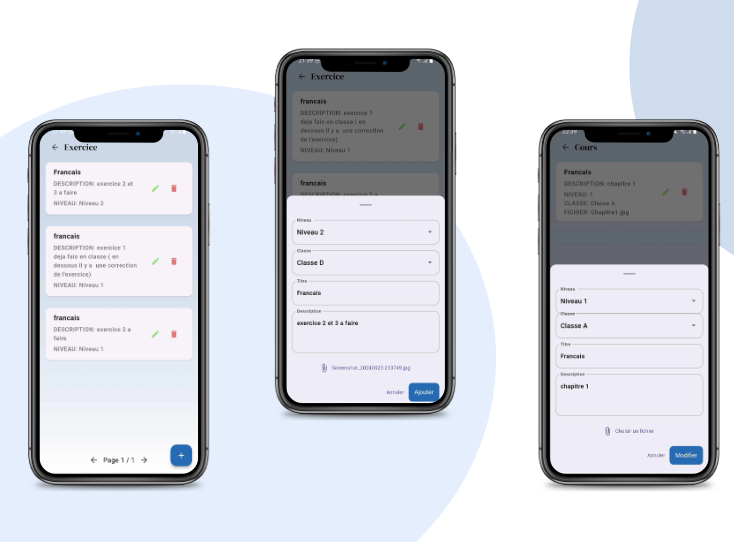 ← Exercice
Francais
DESCRIPTION: exercice 2 et
3 a faire
NIVEAU: Niveau 2
francais
DESCRIPTION: exercice 1
deja fais en classe ( en
dessous il y a une correction
de l'exercice)
NIVEAU: Niveau 1
francais
DESCRIPTION: exercice 2 a
faire
NIVEAU: Niveau 1
← Page 1 / 1 →
+
← Exercice
francais
DESCRIPTION: exercice 1
deja fais en classe ( en
dessous il y a une correction
de l'exercice)
NIVEAU: Niveau 1
francais
DESCRIPTION: exercice 2 a
Niveau
Niveau 2
Classe
Classe D
Titre
Francais
Description
exercice 2 et 3 a faire
Annuler Ajouter
22:39
← Cours
Francais
DESCRIPTION: chapitre 1
NIVEAU: 1
CLASSE: Classe A
FICHIER: Chapitre1.jpg
Niveau
Niveau 1
Classe
Classe A
Titre
Francais
Description
chapitre 1
Choisir un fichier
Annuler Modifier